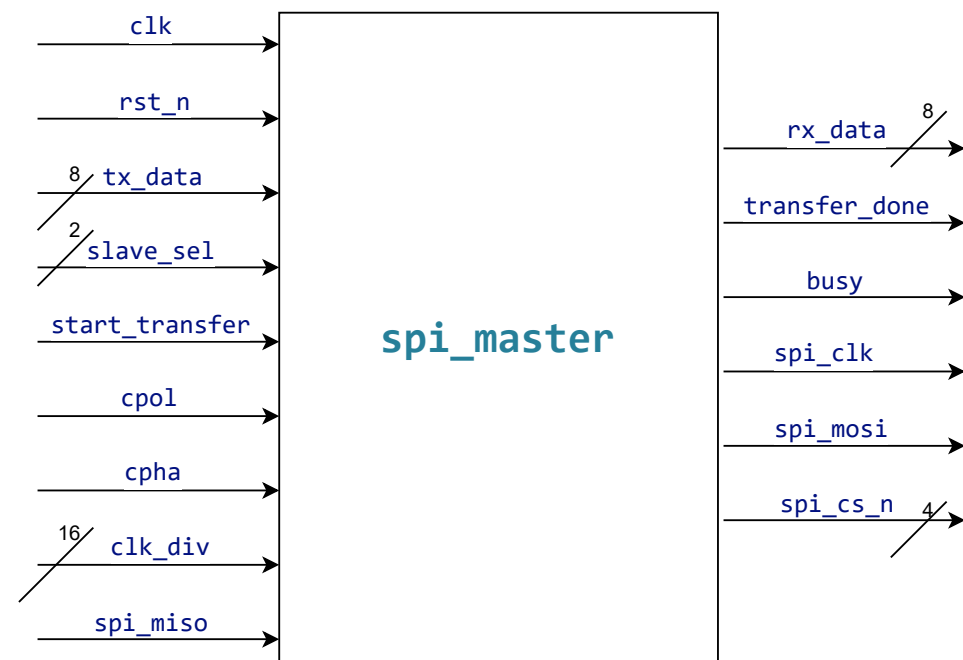 clk
rst_n
8 tx_data
2 slave_sel
start_transfer
cpol
cpha
16 clk_div
spi_miso
spi_master
rx_data 8
transfer_done
busy
spi_clk
spi_mosi
spi_cs_n 4